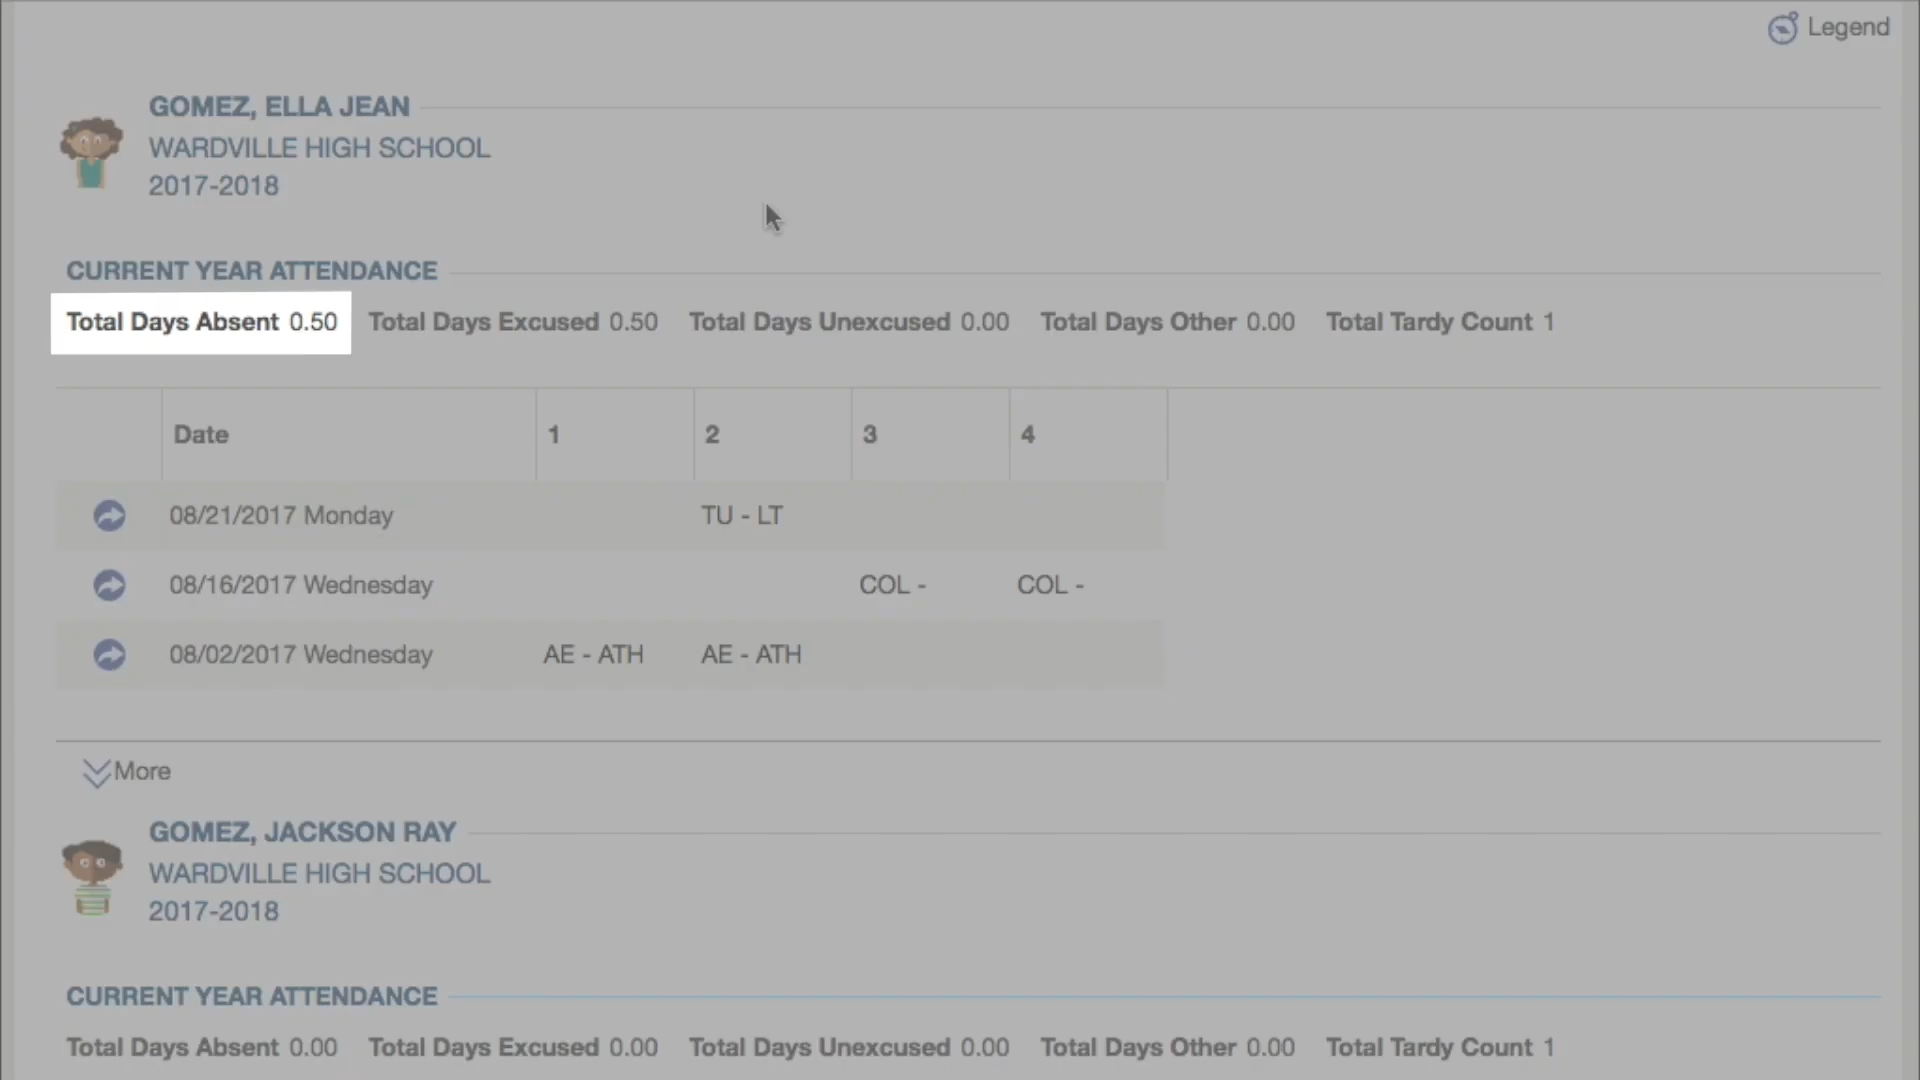 Legend
GOMEZ, ELLA JEAN
WARDVILLE HIGH SCHOOL
2017-2018
CURRENT YEAR ATTENDANCE
Total Days Absent 0.50 Total Days Excused 0.50 Total Days Unexcused 0.00 Total Days Other 0.00 Total Tardy Count 1
Date 1 2 3 4
08/21/2017 Monday TU - LT
08/16/2017 Wednesday COL - COL -
08/02/2017 Wednesday AE - ATH AE - ATH
More
GOMEZ, JACKSON RAY
WARDVILLE HIGH SCHOOL
2017-2018
CURRENT YEAR ATTENDANCE
Total Days Absent 0.00 Total Days Excused 0.00 Total Days Unexcused 0.00 Total Days Other 0.00 Total Tardy Count 1